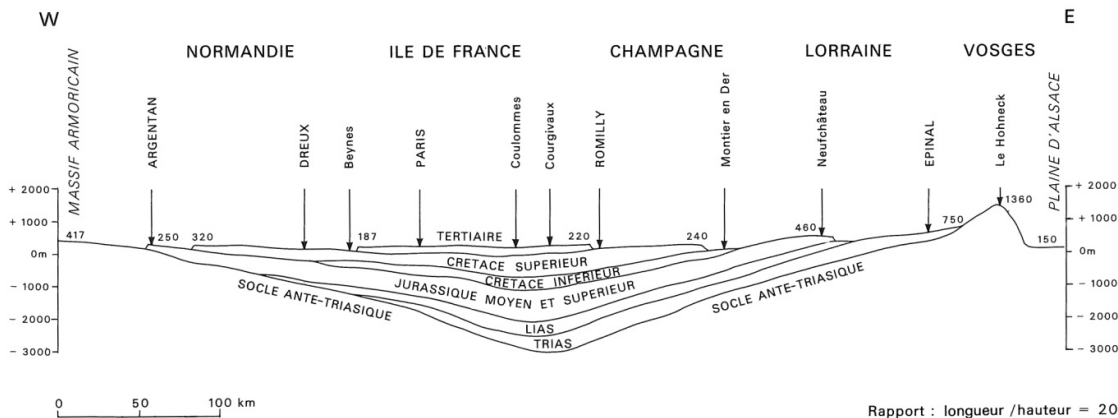 W
E
NORMANDIE
ILE DE FRANCE
CHAMPAGNE
LORRAINE
VOSGES
MASSIF ARMORICAIN
ARGENTAN
DREUX
Beynes
PARIS
Coulommes
Courgivaux
ROMILLY
Montier en Der
Neufchâteau
EPINAL
Le Hohneck
PLAINE D'ALSACE
+ 2000
+ 1000
0m
- 1000
- 2000
- 3000
+ 2000
+ 1000
0m
- 1000
- 2000
- 3000
417
250
320
187
TERTIAIRE
220
240
460
750
1360
150
CRETACE SUPERIEUR
CRETACE INFERIEUR
JURASSIQUE MOYEN ET SUPERIEUR
SOCLE ANTE-TRIASIQUE
SOCLE ANTE-TRIASIQUE
LIAS
TRIAS
0 50 100 km
Rapport : longueur /hauteur = 20